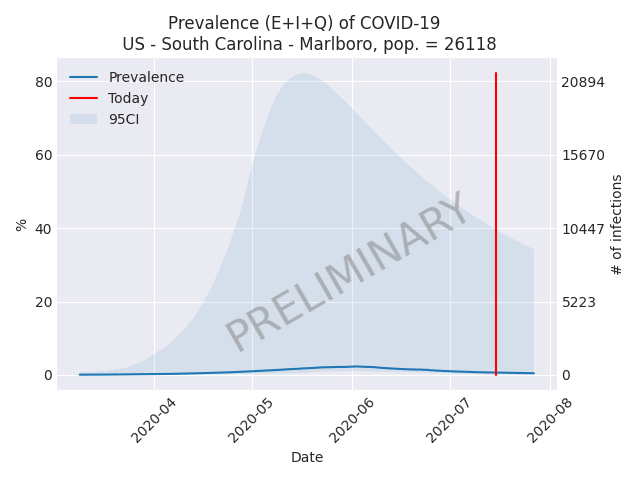 Prevalence (E+I+Q) of COVID-19
US - South Carolina - Marlboro, pop. = 26118
Prevalence
Today
95CI
80
60
40
20
0
%
20894
15670
10447
5223
0
# of infections
PRELIMINARY
2020-04
2020-05
2020-06
2020-07
2020-08
Date